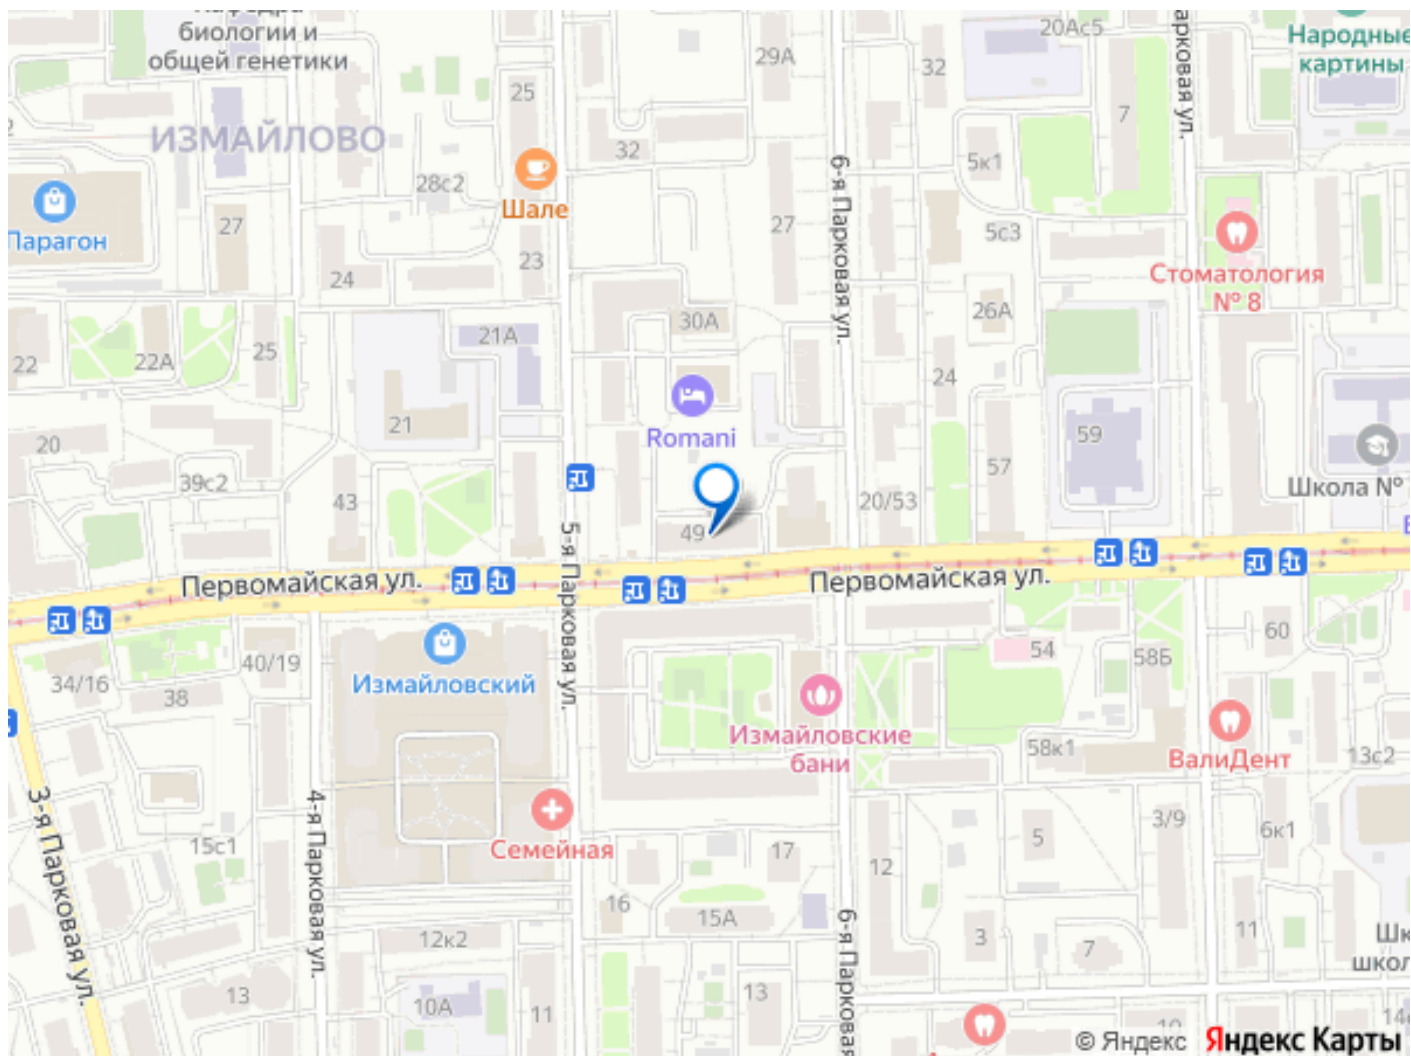 биологии и
общей генетики
ИЗМАЙЛОВО
29А
20Ас5
Народные
картины
32
25
7
32
5к1
28с2
Шале
27
Парагон
27
23
24
5с3
Стоматология
№ 8
6-я Парковая ул.
30А
26А
21А
22
22А
25
24
21
Romani
59
20
57
39с2
43
20/53
Школа №
49
5-я Парковая ул.
Первомайская ул.
Первомайская ул.
60
54
58Б
40/19
34/16
38
Измайловский
Измайловские
бани
58к1
ВалиДент
13с2
3-я Парковая ул.
4-я Парковая ул.
15с1
Семейная
17
12
5
3/9
6к1
16
15А
6-я Парковая
12к2
3
7
11
13
10А
11
13
© Яндекс Яндекс Карты